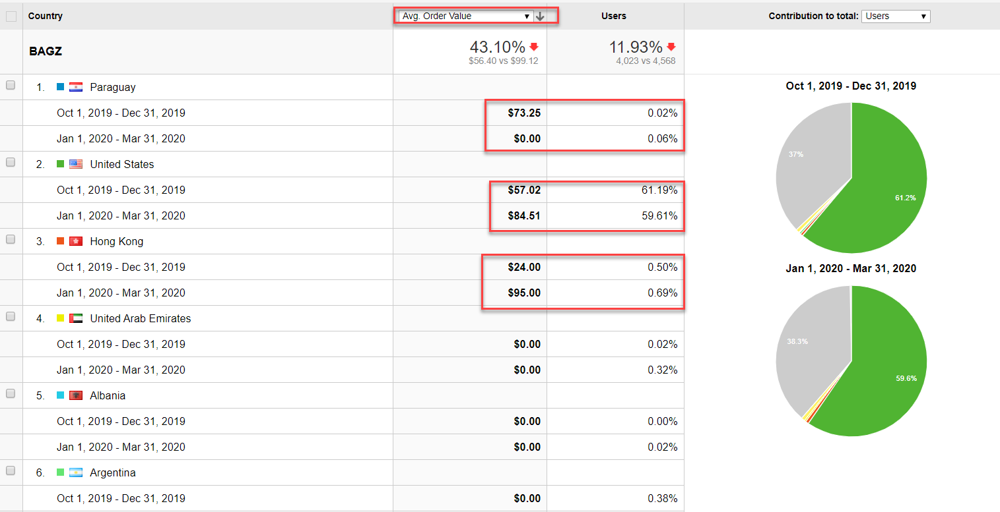 Country Avg. Order Value Users Contribution to total: Users
BAGZ 43.10% 11.93%
$56.40 vs $99.12 4,023 vs 4,568
1. Paraguay
Oct 1, 2019 - Dec 31, 2019 $73.25 0.02%
Jan 1, 2020 - Mar 31, 2020 $0.00 0.06%
2. United States
Oct 1, 2019 - Dec 31, 2019 $57.02 61.19%
Jan 1, 2020 - Mar 31, 2020 $84.51 59.61%
3. Hong Kong
Oct 1, 2019 - Dec 31, 2019 $24.00 0.50%
Jan 1, 2020 - Mar 31, 2020 $95.00 0.69%
4. United Arab Emirates
Oct 1, 2019 - Dec 31, 2019 $0.00 0.02%
Jan 1, 2020 - Mar 31, 2020 $0.00 0.32%
5. Albania
Oct 1, 2019 - Dec 31, 2019 $0.00 0.00%
Jan 1, 2020 - Mar 31, 2020 $0.00 0.02%
6. Argentina
Oct 1, 2019 - Dec 31, 2019 $0.00 0.38%
Oct 1, 2019 - Dec 31, 2019
37%
61.2%
Jan 1, 2020 - Mar 31, 2020
38.3%
59.6%